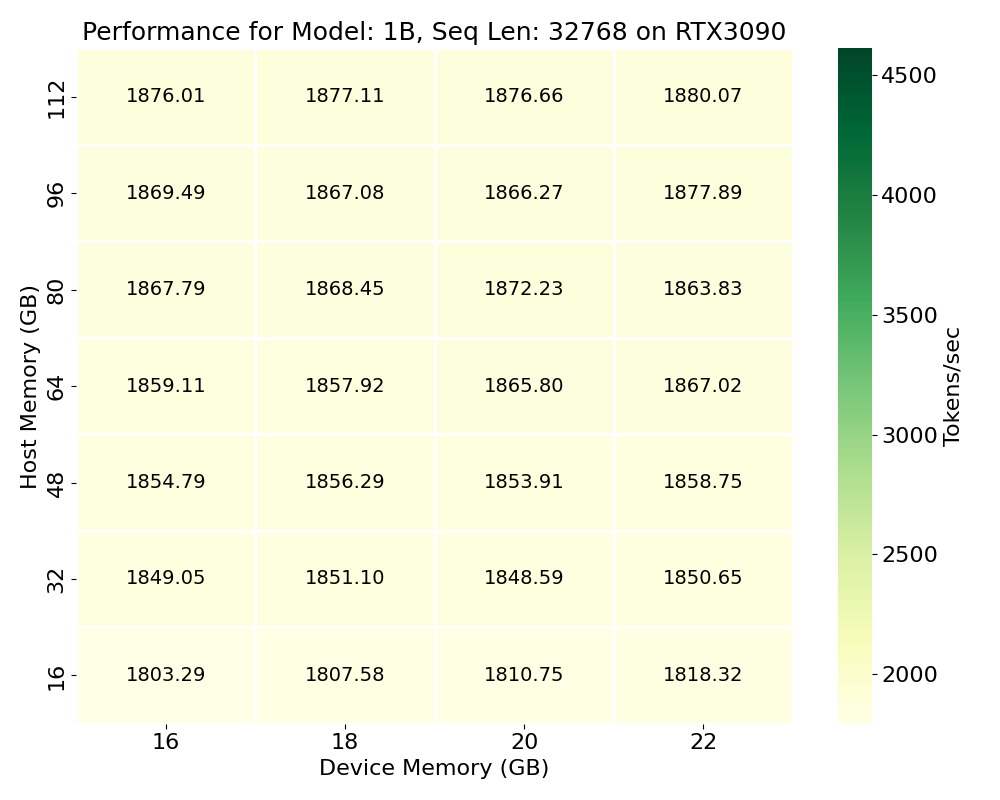 Performance for Model: 1B, Seq Len: 32768 on RTX3090
112 1876.01 1877.11 1876.66 1880.07
96 1869.49 1867.08 1866.27 1877.89
80 1867.79 1868.45 1872.23 1863.83
64 1859.11 1857.92 1865.80 1867.02
48 1854.79 1856.29 1853.91 1858.75
32 1849.05 1851.10 1848.59 1850.65
16 1803.29 1807.58 1810.75 1818.32
16 18 20 22
Device Memory (GB)
Host Memory (GB)
4500
4000
3500
3000
2500
2000
Tokens/sec